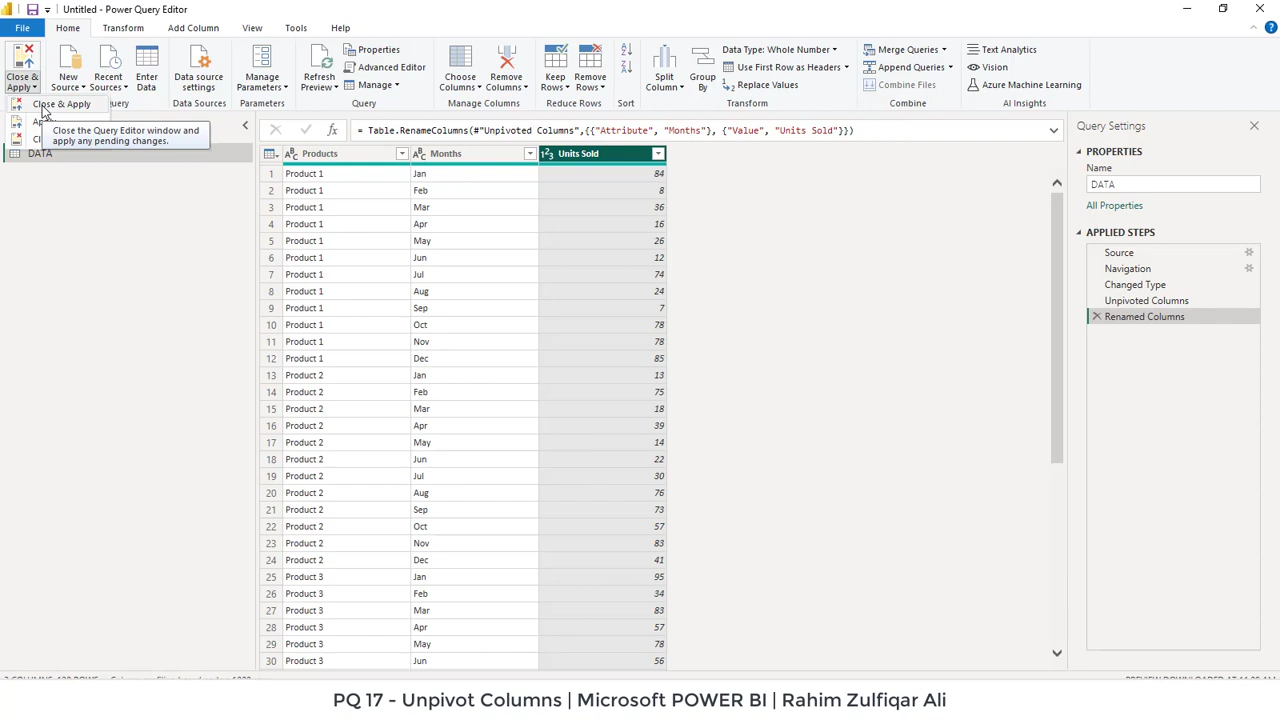 Untitled - Power Query Editor
File Home Transform Add Column View Tools Help
Close & Apply
New Source
Recent Sources
Enter Data
Data source settings
Manage Parameters
Refresh Preview
Properties
Advanced Editor
Manage
Choose Columns
Remove Columns
Keep Rows
Remove Rows
Split Column
Group By
Data Type: Whole Number
Use First Row as Headers
Replace Values
Merge Queries
Append Queries
Combine Files
Text Analytics
Vision
Azure Machine Learning
Data Sources Parameters Query Manage Columns Reduce Rows Sort Transform Combine AI Insights
Close & Apply
Close the Query Editor window and
apply any pending changes.
DATA
= Table.RenameColumns(#"Unpivoted Columns",{{"Attribute", "Months"}, {"Value", "Units Sold"}})
Products Months Units Sold
1 Product 1 Jan 84
2 Product 1 Feb 8
3 Product 1 Mar 36
4 Product 1 Apr 16
5 Product 1 May 26
6 Product 1 Jun 12
7 Product 1 Jul 74
8 Product 1 Aug 24
9 Product 1 Sep 7
10 Product 1 Oct 78
11 Product 1 Nov 78
12 Product 1 Dec 85
13 Product 2 Jan 13
14 Product 2 Feb 75
15 Product 2 Mar 18
16 Product 2 Apr 39
17 Product 2 May 14
18 Product 2 Jun 22
19 Product 2 Jul 30
20 Product 2 Aug 76
21 Product 2 Sep 73
22 Product 2 Oct 57
23 Product 2 Nov 83
24 Product 2 Dec 41
25 Product 3 Jan 95
26 Product 3 Feb 34
27 Product 3 Mar 83
28 Product 3 Apr 57
29 Product 3 May 78
30 Product 3 Jun 56
Query Settings
PROPERTIES
Name
DATA
All Properties
APPLIED STEPS
Source
Navigation
Changed Type
Unpivoted Columns
Renamed Columns
PQ 17 - Unpivot Columns | Microsoft POWER BI | Rahim Zulfiqar Ali